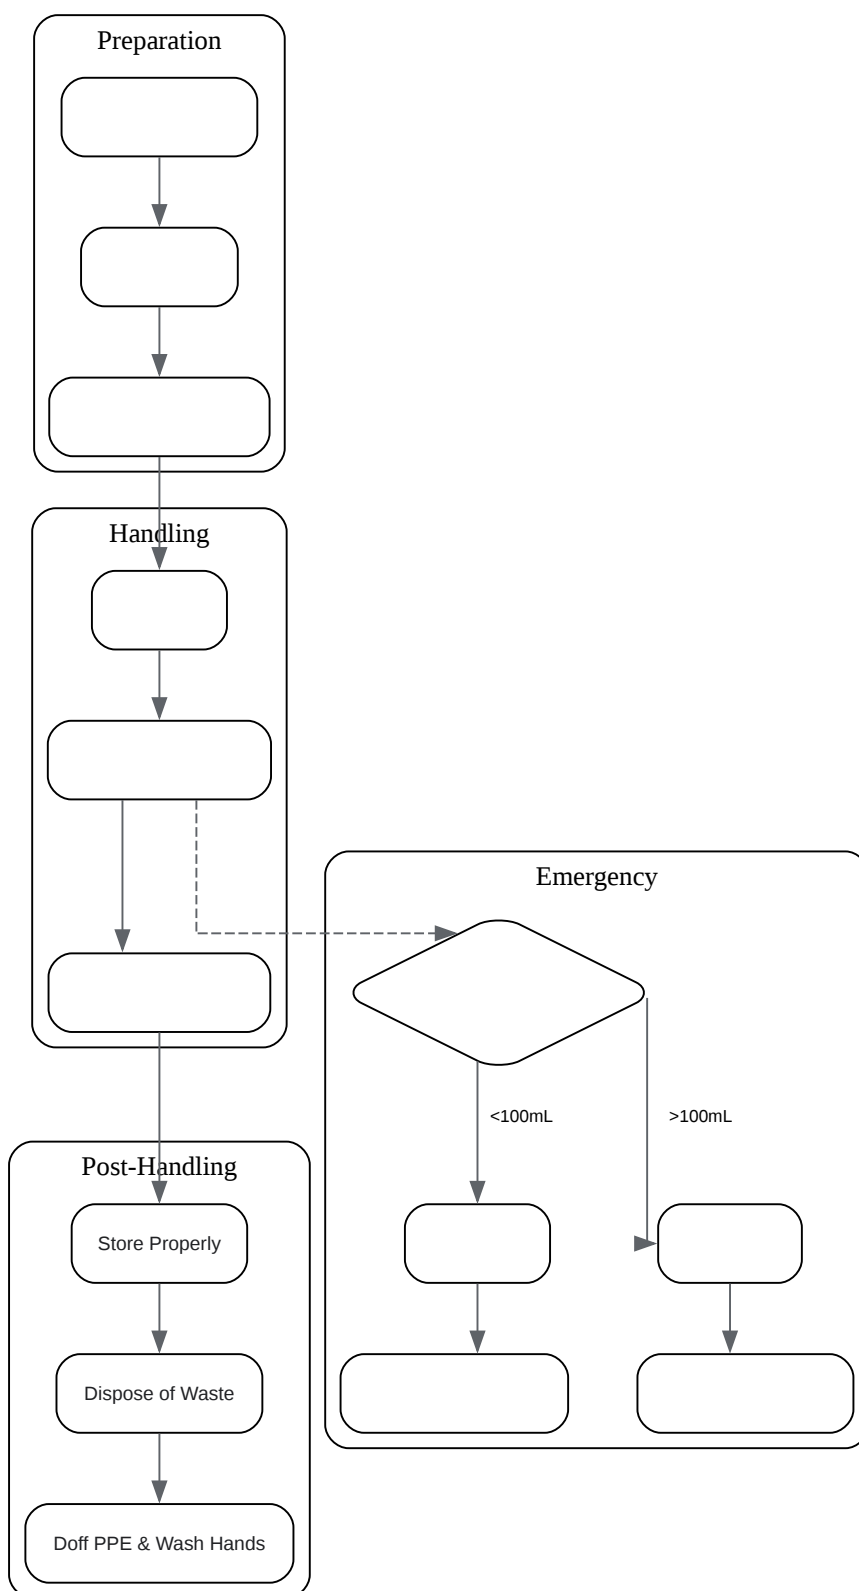 Preparation
Handling
Emergency
<100mL
>100mL
Post-Handling
Store Properly
Dispose of Waste
Doff PPE & Wash Hands